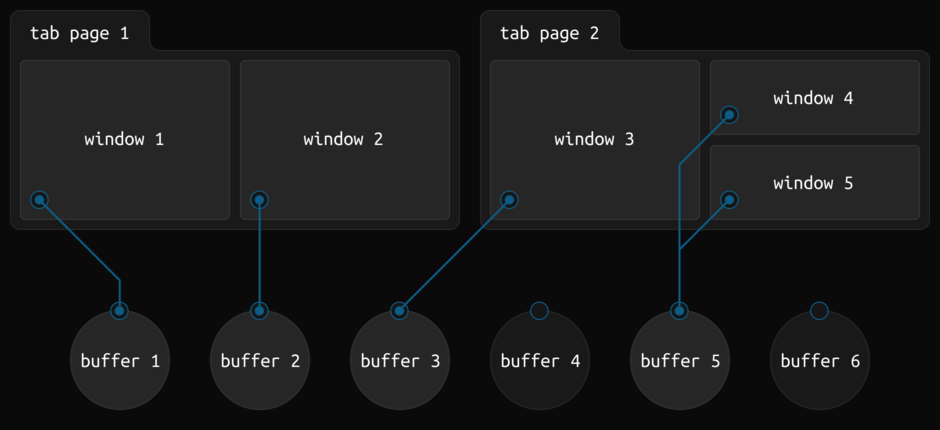 tab page 1
tab page 2
window 1
window 2
window 3
window 4
window 5
buffer 1
buffer 2
buffer 3
buffer 4
buffer 5
buffer 6